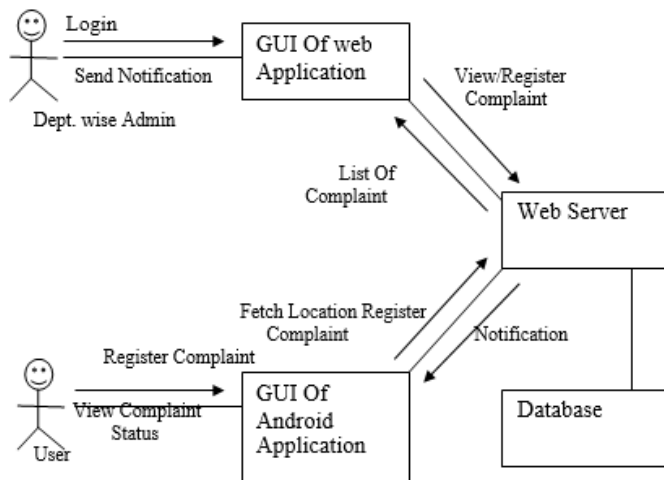 Login
Send Notification
Dept. wise Admin
GUI Of web
Application
View/Register
Complaint
List Of
Complaint
Web Server
Fetch Location Register
Complaint
Notification
Register Complaint
View Complaint
Status
User
GUI Of
Android
Application
Database